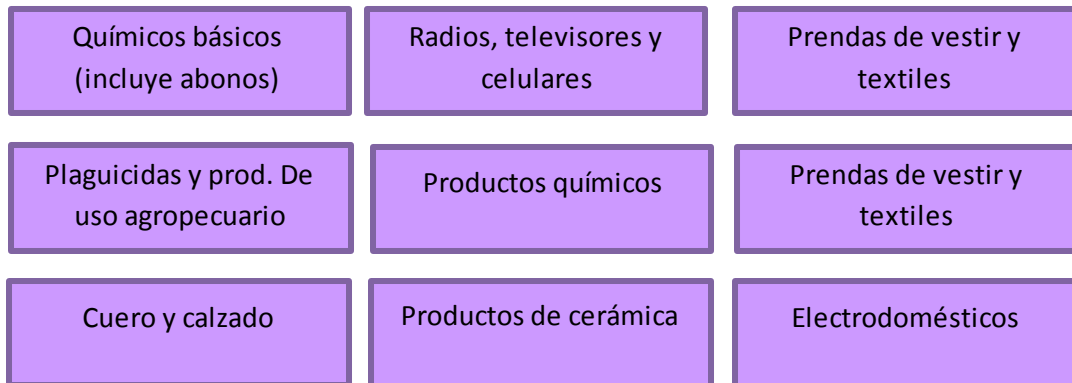 Químicos básicos
(incluye abonos)
Radios, televisores y
celulares
Prendas de vestir y
textiles
Plaguicidas y prod. De
uso agropecuario
Productos químicos
Prendas de vestir y
textiles
Cuero y calzado
Productos de cerámica
Electrodomésticos